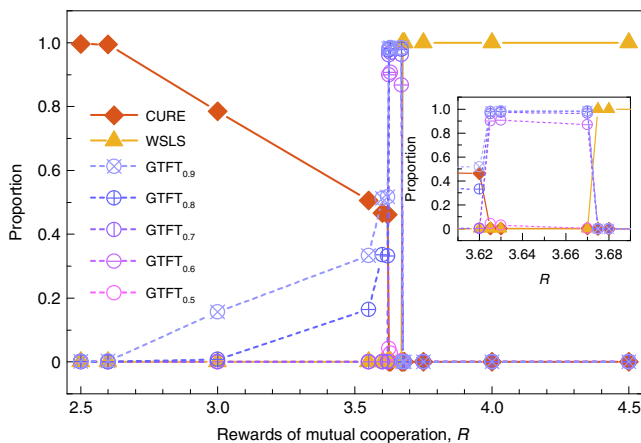 1.0
0.8
0.6
0.4
0.2
0
Proportion
CURE
WSLS
GTFT0.9
GTFT0.8
GTFT0.7
GTFT0.6
GTFT0.5
2.5 3.0 3.5 4.0 4.5
Rewards of mutual cooperation, R
1.0
0.8
0.6
0.4
0.2
0
Proportion
3.62 3.64 3.66 3.68
R